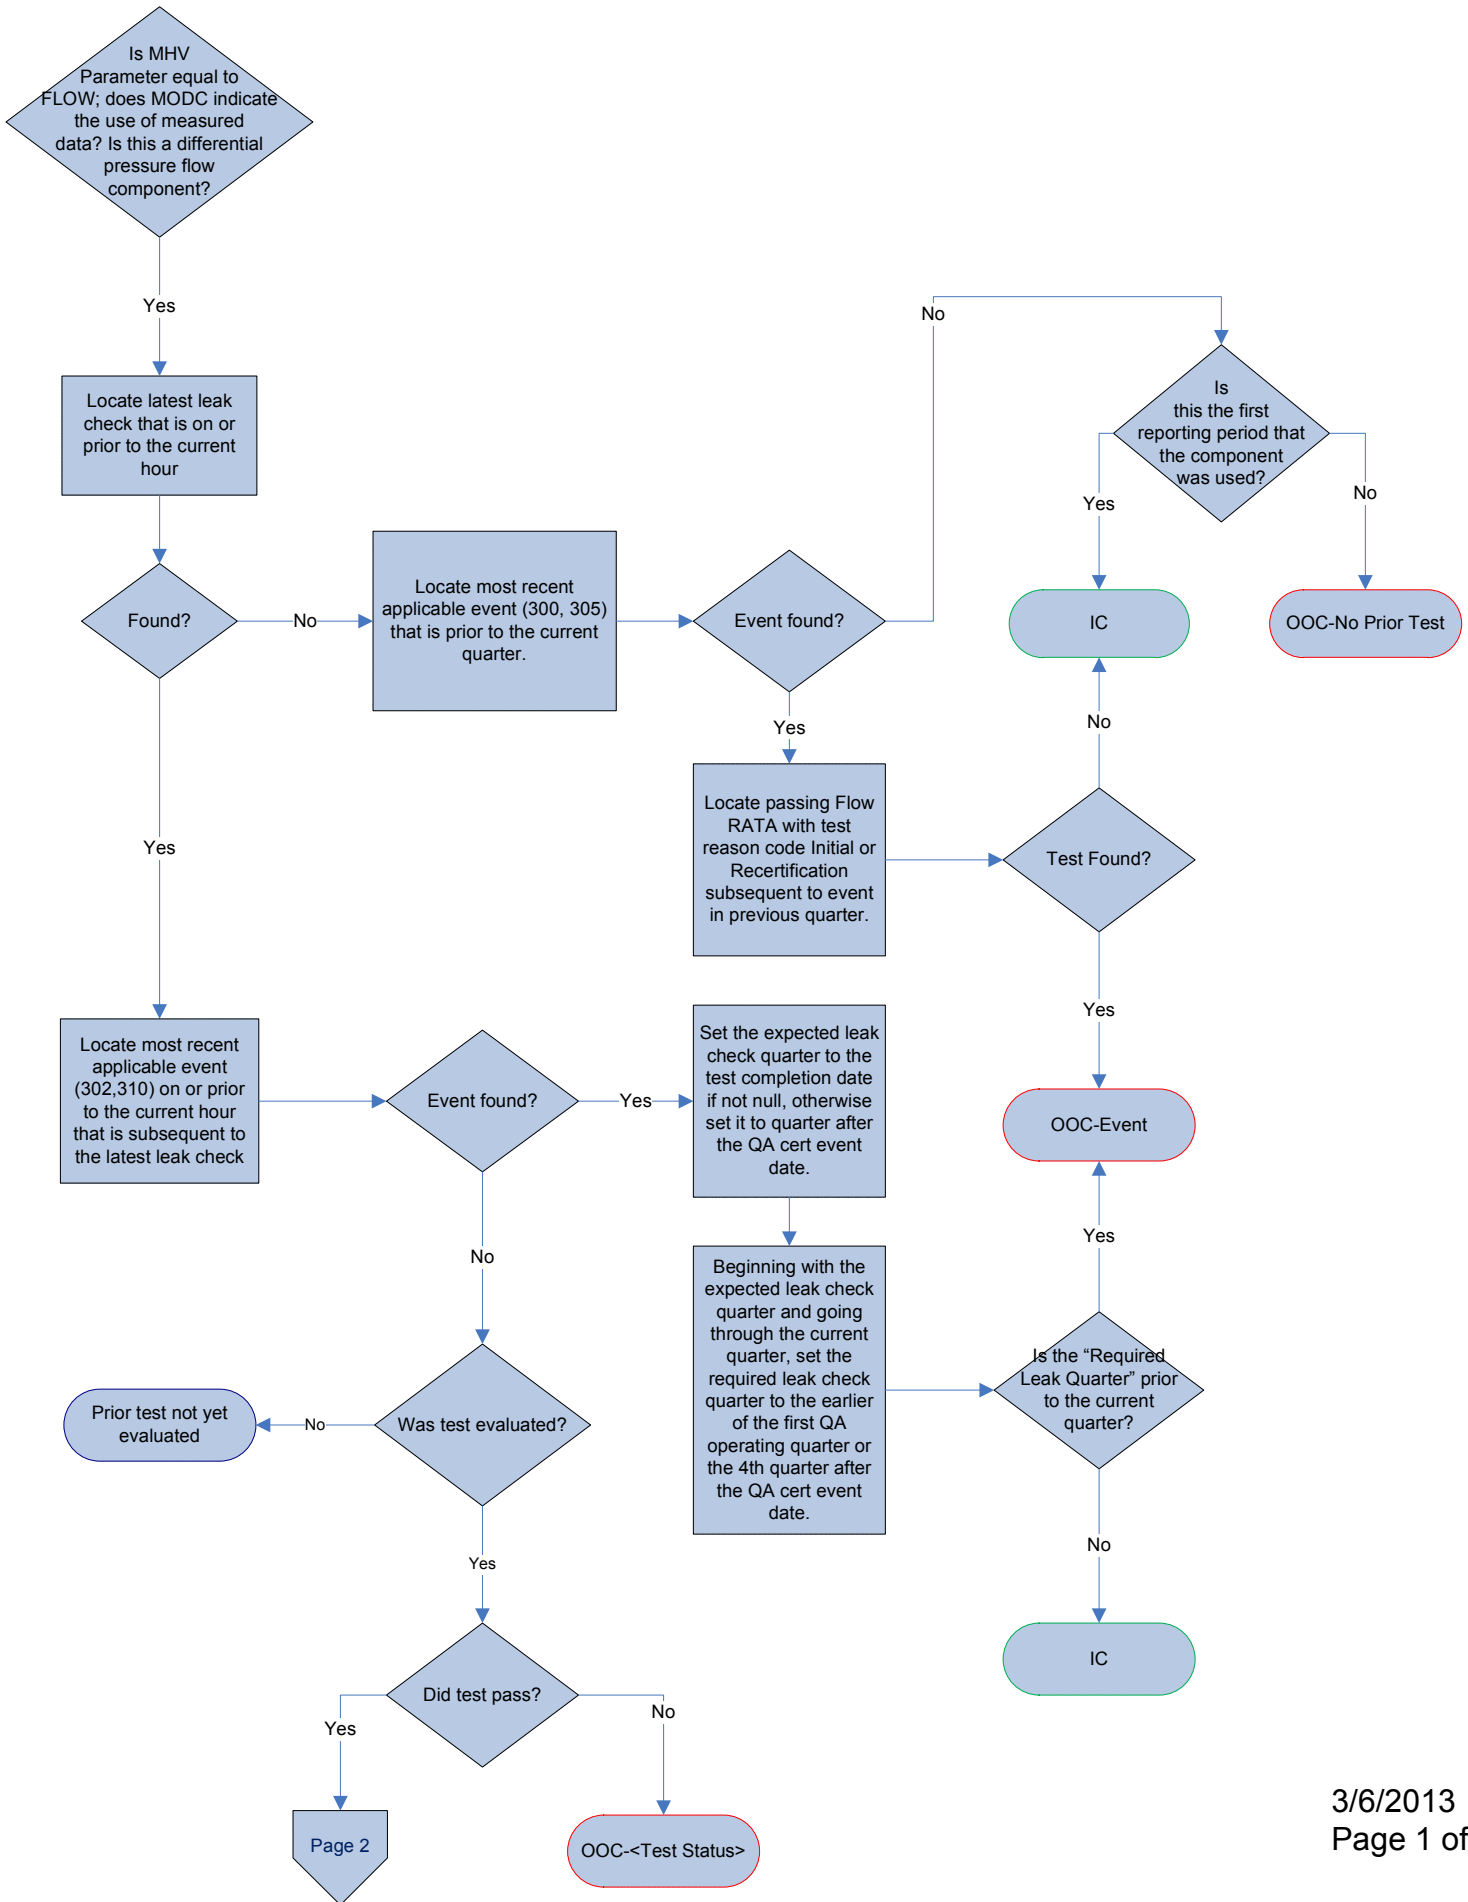 Is MHV
Parameter equal to
FLOW; does MODC indicate
the use of measured
data? Is this a differential
pressure flow
component?
Yes
Locate latest leak
check that is on or
prior to the current
hour
Found?
No
Locate most recent
applicable event (300, 305)
that is prior to the current
quarter.
Event found?
No
Is
this the first
reporting period that
the component
was used?
Yes
No
IC
OOC-No Prior Test
Yes
Locate passing Flow
RATA with test
reason code Initial or
Recertification
subsequent to event
in previous quarter.
Test Found?
No
Yes
OOC-Event
Yes
Locate most recent
applicable event
(302,310) on or prior
to the current hour
that is subsequent to
the latest leak check
Event found?
Yes
Set the expected leak
check quarter to the
test completion date
if not null, otherwise
set it to quarter after
the QA cert event
date.
Beginning with the
expected leak check
quarter and going
through the current
quarter, set the
required leak check
quarter to the earlier
of the first QA
operating quarter or
the 4th quarter after
the QA cert event
date.
Is the “Required
Leak Quarter” prior
to the current
quarter?
Yes
No
IC
No
Was test evaluated?
No
Prior test not yet
evaluated
Yes
Did test pass?
Yes
Page 2
No
OOC-<Test Status>
3/6/2013
Page 1 of